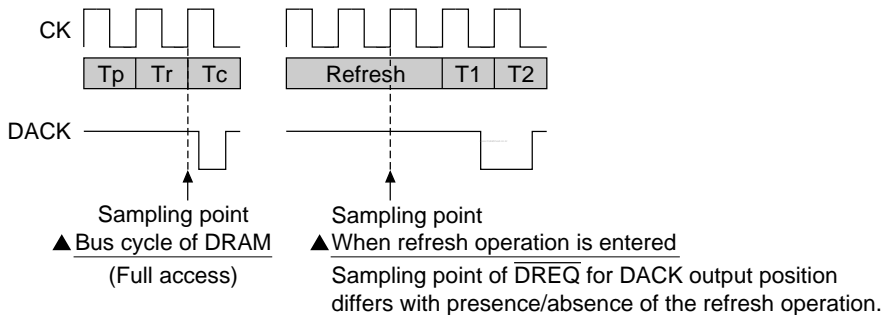 CK
Tp Tr Tc Refresh T1 T2
DACK
Sampling point Sampling point
▲Bus cycle of DRAM ▲When refresh operation is entered
(Full access) Sampling point of DREQ for DACK output position
differs with presence/absence of the refresh operation.